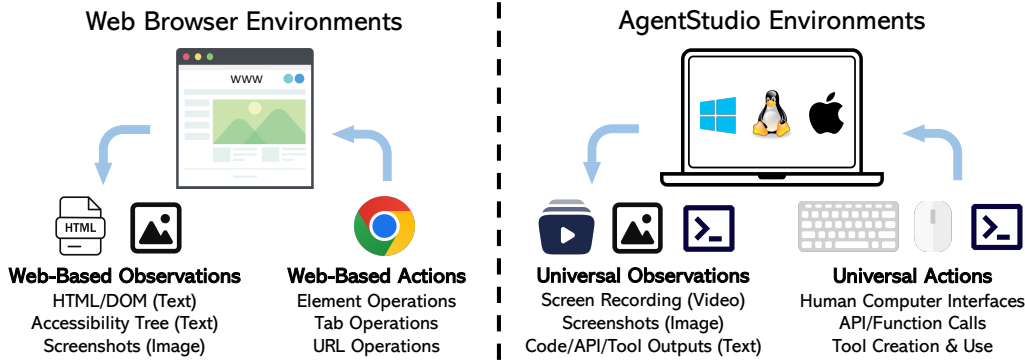 Web Browser Environments
www
HTML
Web-Based Observations
HTML/DOM (Text)
Accessibility Tree (Text)
Screenshots (Image)
Web-Based Actions
Element Operations
Tab Operations
URL Operations
AgentStudio Environments
Universal Observations
Screen Recording (Video)
Screenshots (Image)
Code/API/Tool Outputs (Text)
Universal Actions
Human Computer Interfaces
API/Function Calls
Tool Creation & Use